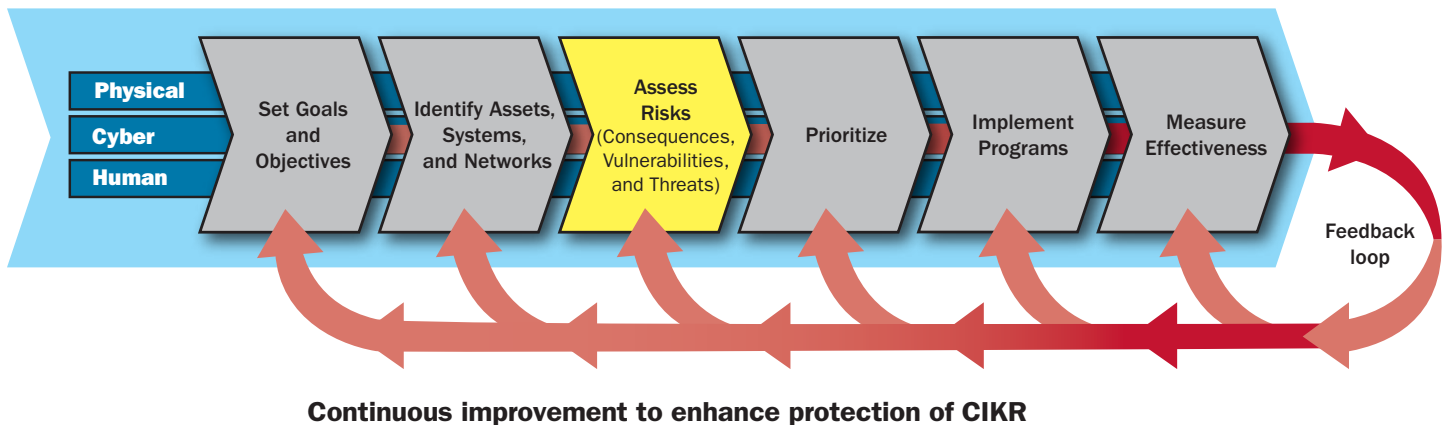 Physical
Cyber
Human
Set Goals
and
Objectives
Identify Assets,
Systems,
and Networks
Assess
Risks
(Consequences,
Vulnerabilities,
and Threats)
Prioritize
Implement
Programs
Measure
Effectiveness
Feedback
loop
Continuous improvement to enhance protection of CIKR